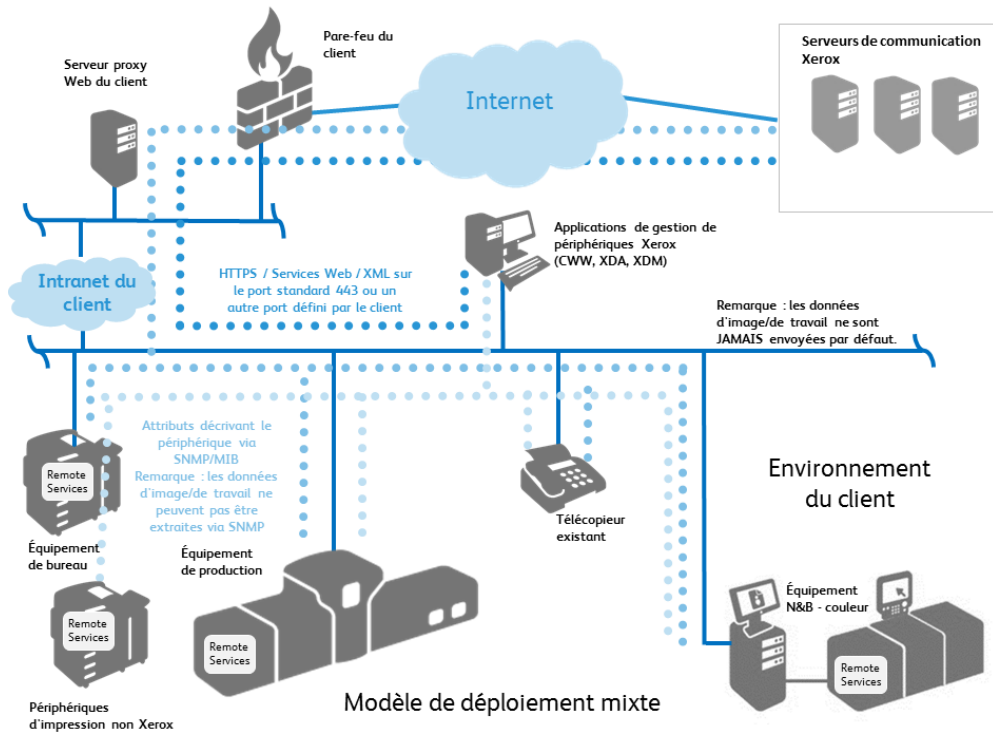 Pare-feu du
client
Serveur proxy
Web du client
Internet
Serveurs de communication
Xerox
Applications de gestion de
périphériques Xerox
(CWW, XDA, XDM)
Intranet du
client
HTTPS / Services Web / XML sur
le port standard 443 ou un
autre port défini par le client
Remarque : les données
d'image/de travail ne sont
JAMAIS envoyées par défaut.
Attributs décrivant le
périphérique via
SNMP/MIB
Remarque : les données
d'image/de travail ne
peuvent pas être
extraites via SNMP
Remote
Services
Équipement
de bureau
Équipement
de production
Télécopieur
existant
Environnement
du client
Équipement
N&B - couleur
Remote
Services
Remote
Services
Remote
Services
Périphériques
d'impression non Xerox
Modèle de déploiement mixte